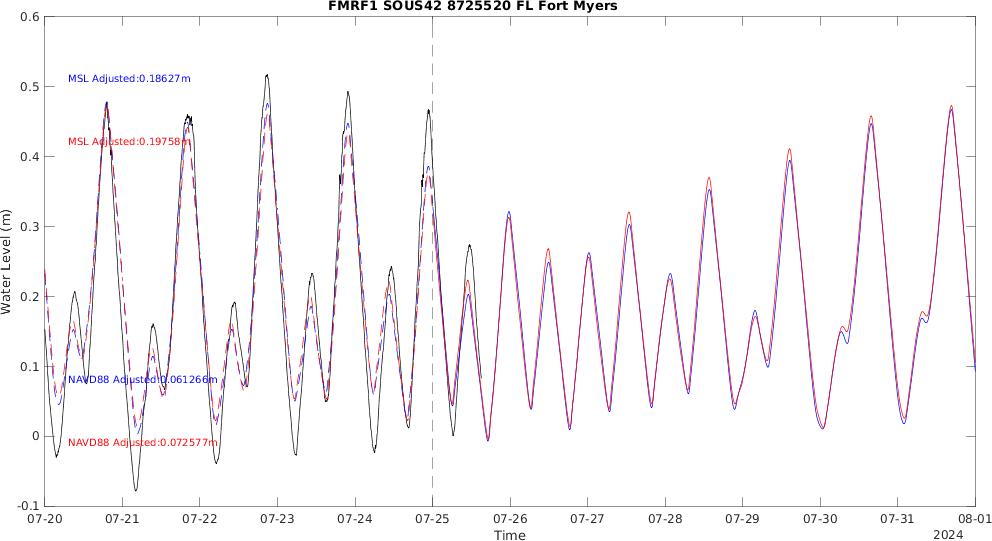 FMRF1 SOUS42 8725520 FL Fort Myers
0.6
0.5
0.4
0.3
0.2
0.1
0
-0.1
Water Level (m)
MSL Adjusted:0.18627m
MSL Adjusted:0.19758m
NAVD88 Adjusted:0.061266m
NAVD88 Adjusted:0.072577m
07-20 07-21 07-22 07-23 07-24 07-25 07-26 07-27 07-28 07-29 07-30 07-31 08-01
Time
2024